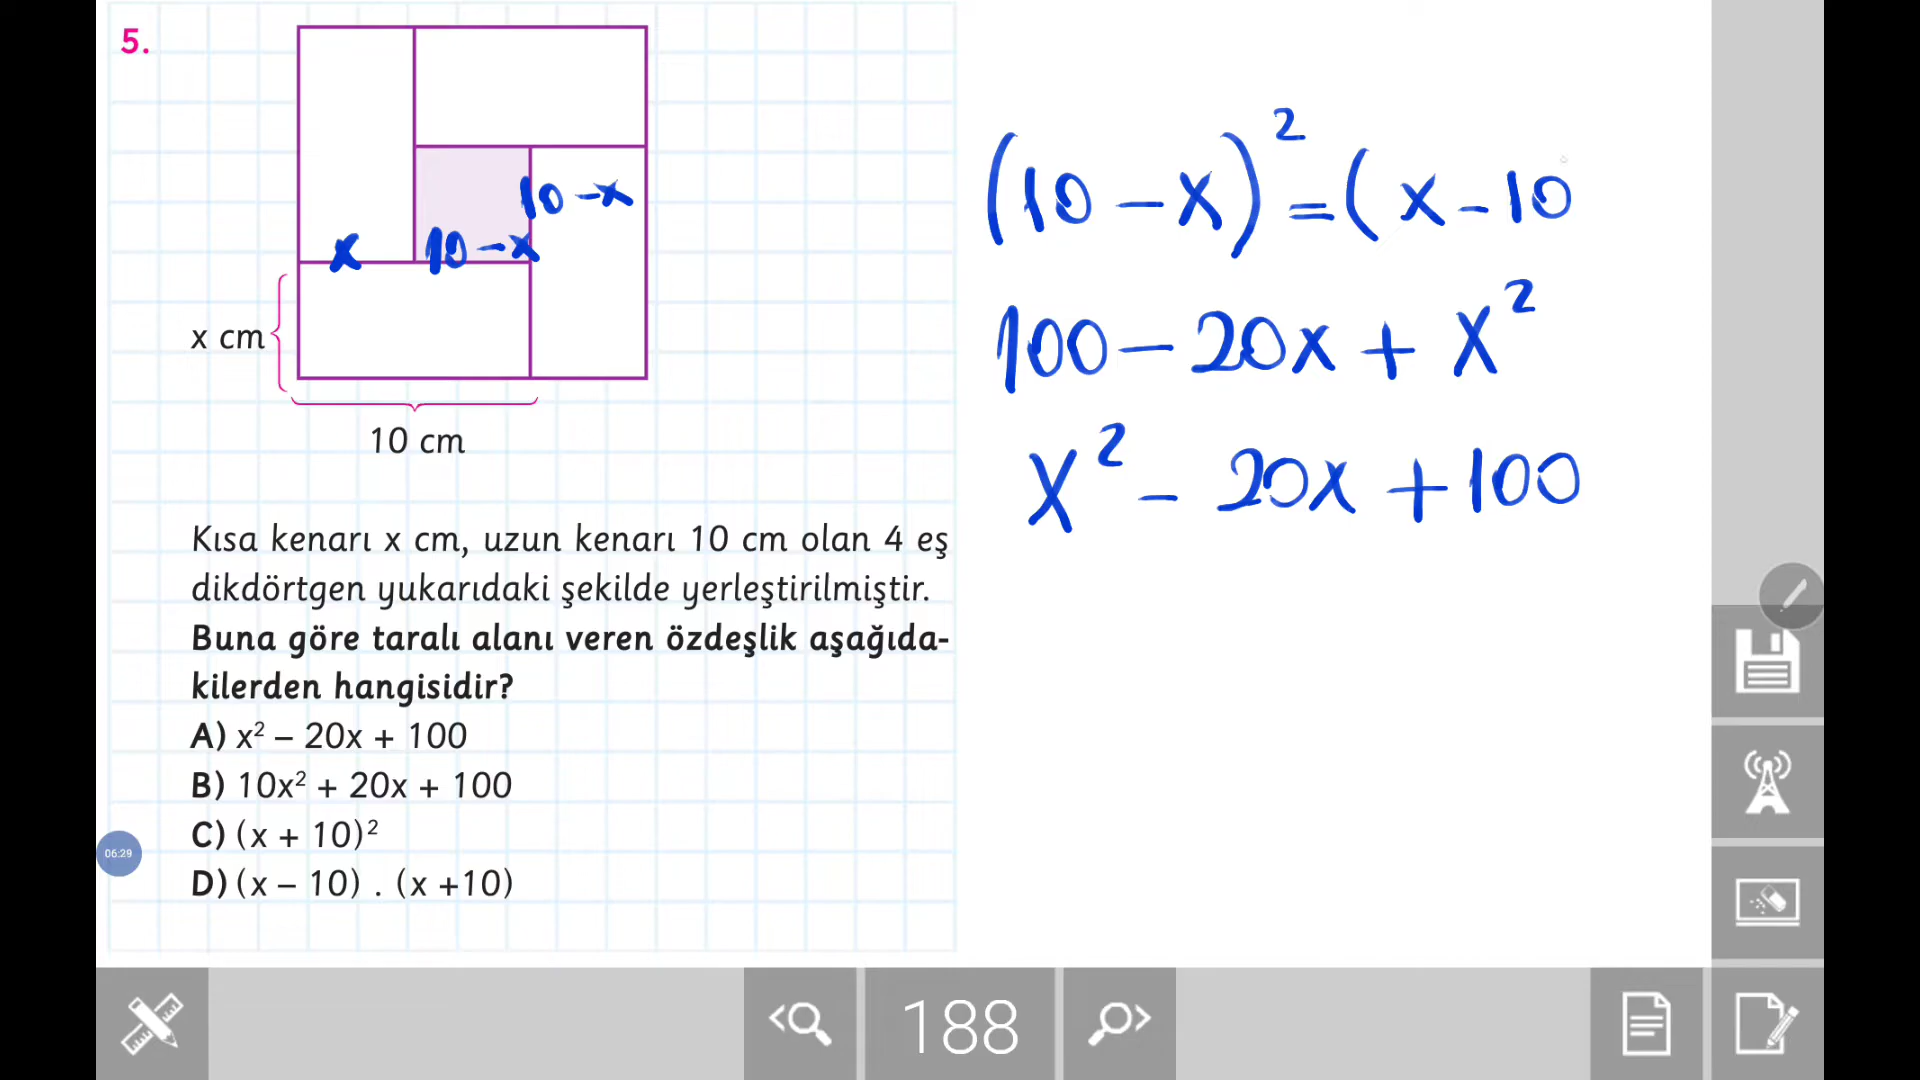 5.
10 - x
x
10 - x
x cm
10 cm
Kısa kenarı x cm, uzun kenarı 10 cm olan 4 eş
dikdörtgen yukarıdaki şekilde yerleştirilmiştir.
Buna göre taralı alanı veren özdeşlik aşağıda-
kilerden hangisidir?
A) x² – 20x + 100
B) 10x² + 20x + 100
C) (x + 10)²
D) (x – 10) . (x +10)
(10 - x)² = (x - 10
100 - 20x + x²
x² - 20x + 100
06:29
188